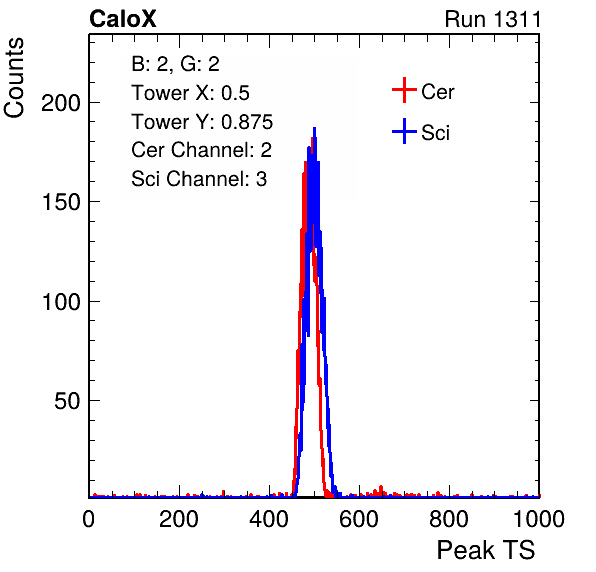 CaloX Run 1311
Counts
B: 2, G: 2
Tower X: 0.5
Tower Y: 0.875
Cer Channel: 2
Sci Channel: 3
Cer
Sci
200
150
100
50
0 200 400 600 800 1000
Peak TS